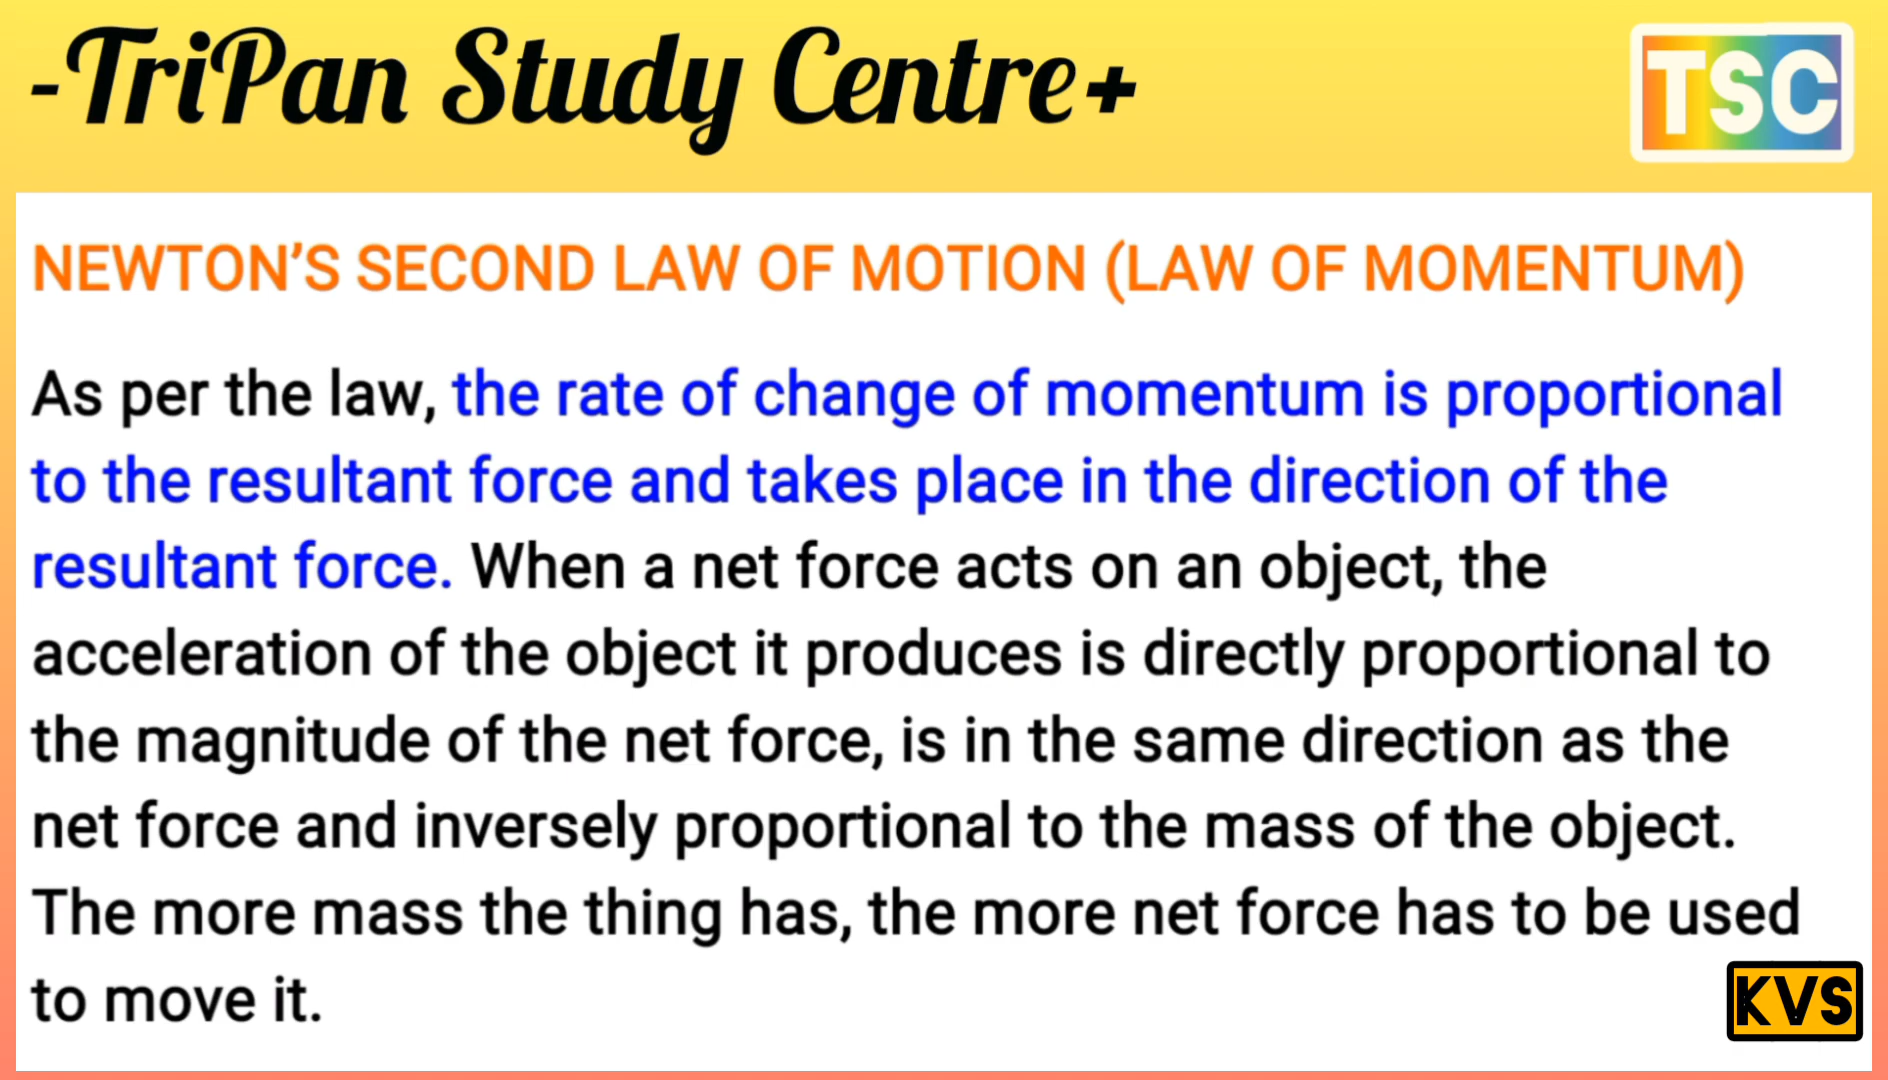 -TriPan Study Centre+
TSC
NEWTON’S SECOND LAW OF MOTION (LAW OF MOMENTUM)
As per the law, the rate of change of momentum is proportional
to the resultant force and takes place in the direction of the
resultant force. When a net force acts on an object, the
acceleration of the object it produces is directly proportional to
the magnitude of the net force, is in the same direction as the
net force and inversely proportional to the mass of the object.
The more mass the thing has, the more net force has to be used
to move it.
KVS